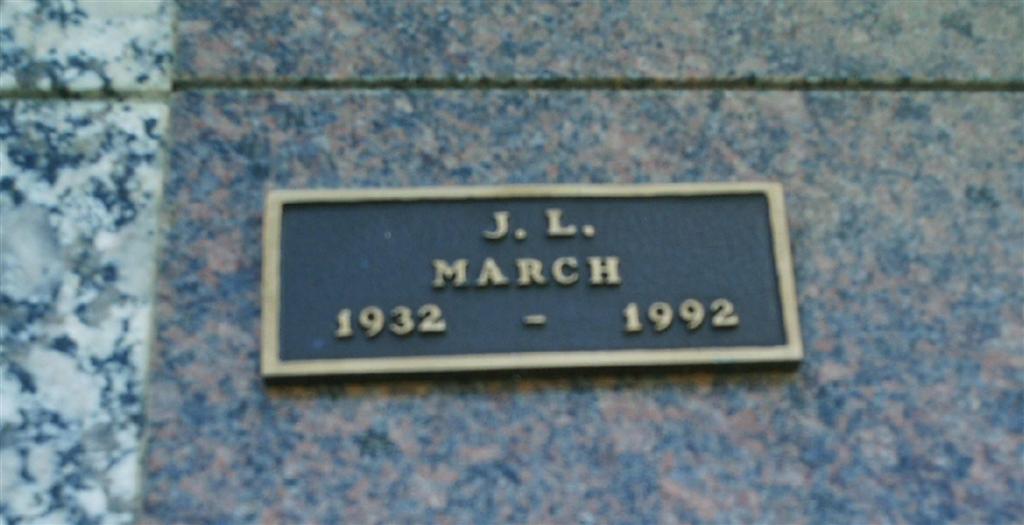 J. L.
MARCH
1932 - 1992